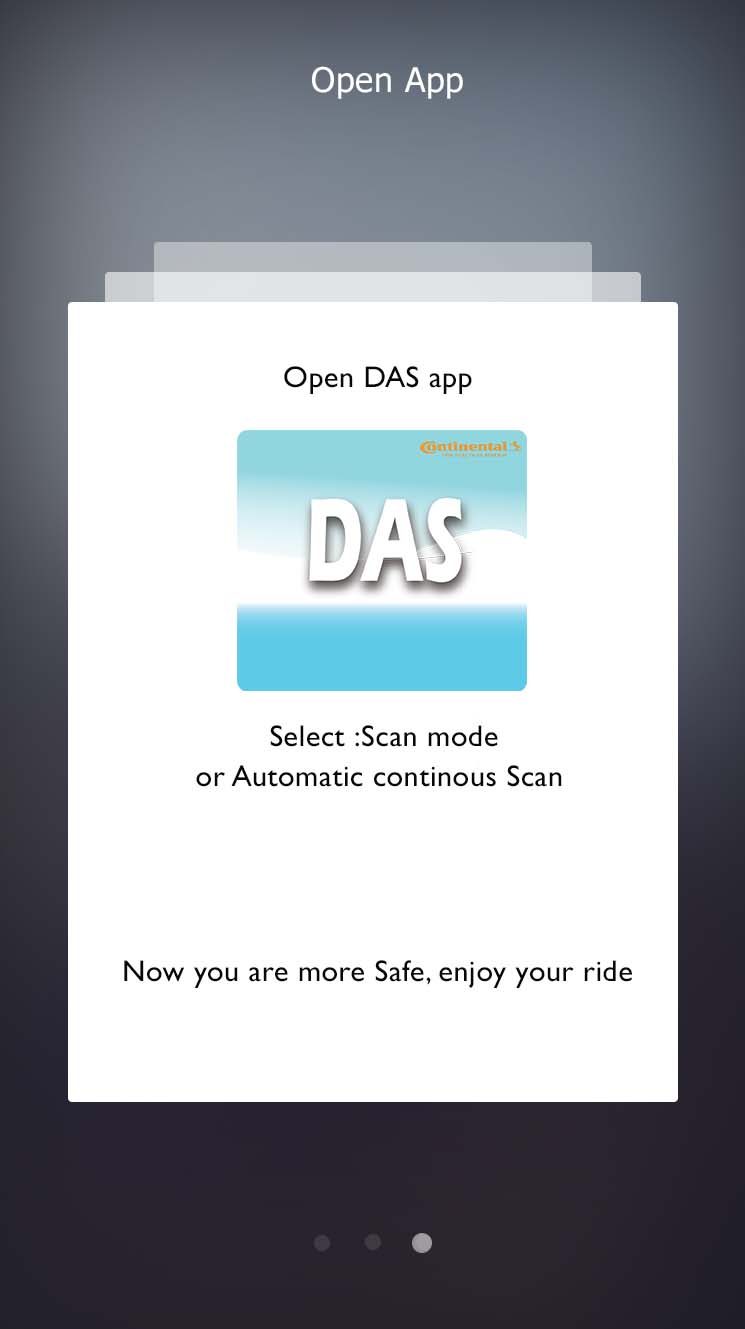 Open App
Open DAS app
Continental
DAS
Select :Scan mode
or Automatic continous Scan
Now you are more Safe, enjoy your ride